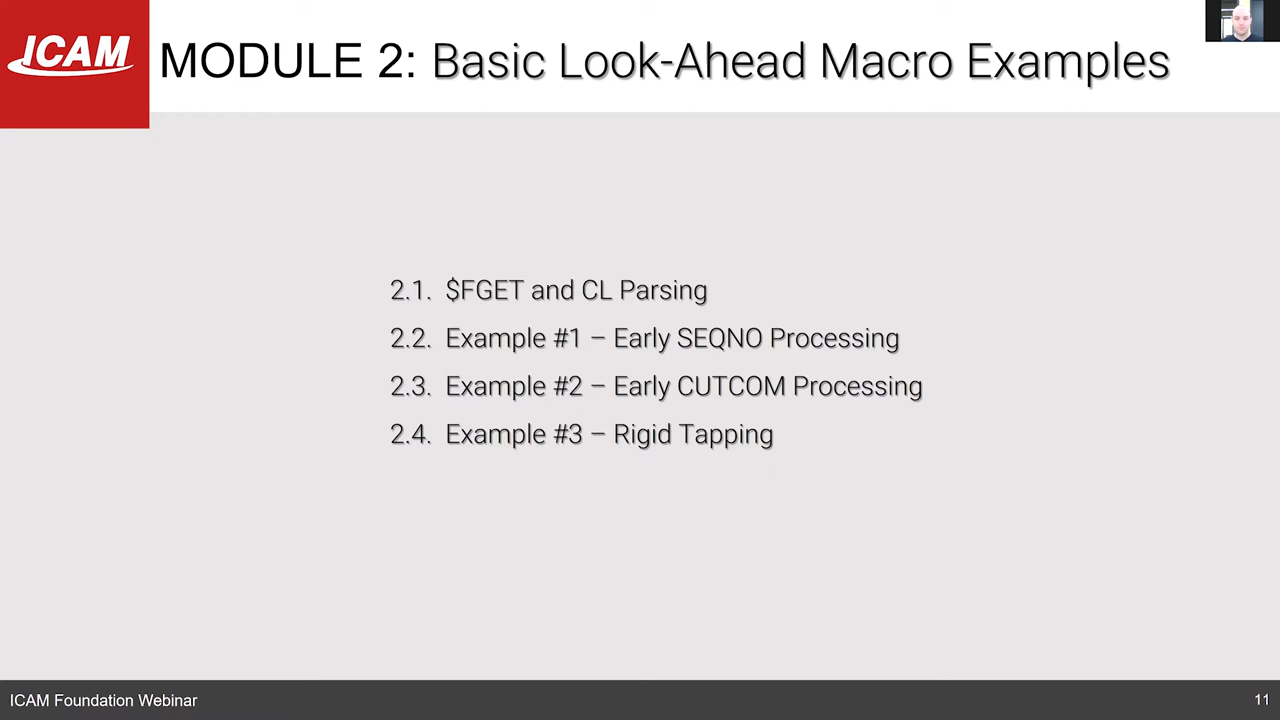 ICAM
MODULE 2: Basic Look-Ahead Macro Examples
2.1. $FGET and CL Parsing
2.2. Example #1 – Early SEQNO Processing
2.3. Example #2 – Early CUTCOM Processing
2.4. Example #3 – Rigid Tapping
ICAM Foundation Webinar
11